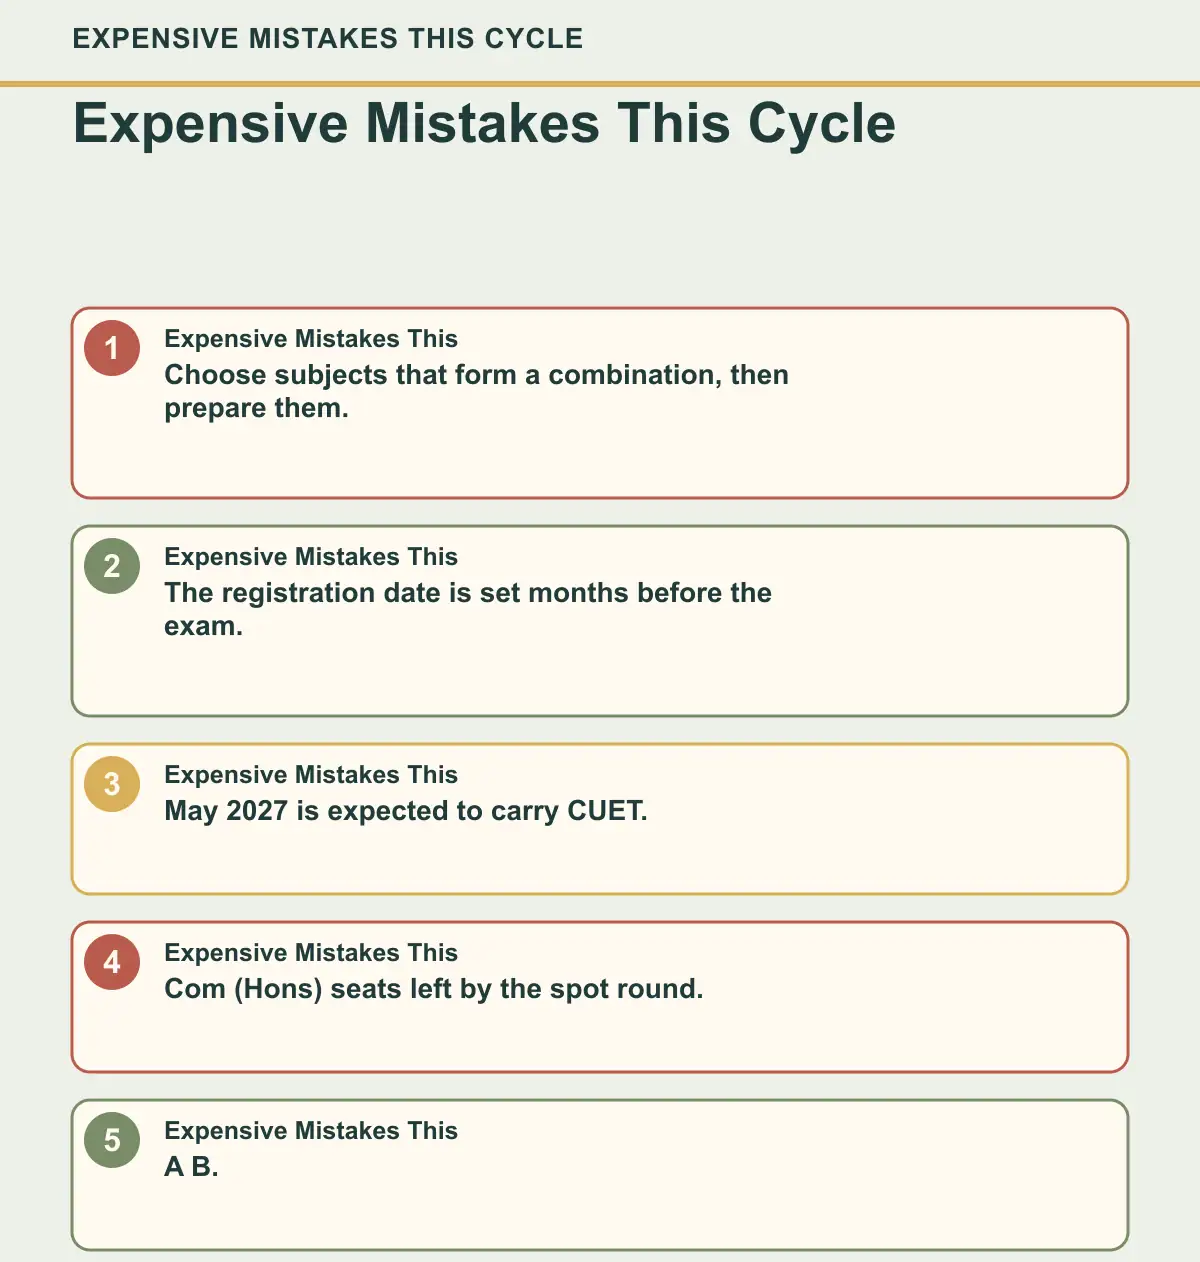 EXPENSIVE MISTAKES THIS CYCLE
Expensive Mistakes This Cycle
1
Expensive Mistakes This
Choose subjects that form a combination, then
prepare them.
2
Expensive Mistakes This
The registration date is set months before the
exam.
3
Expensive Mistakes This
May 2027 is expected to carry CUET.
4
Expensive Mistakes This
Com (Hons) seats left by the spot round.
5
Expensive Mistakes This
A B.